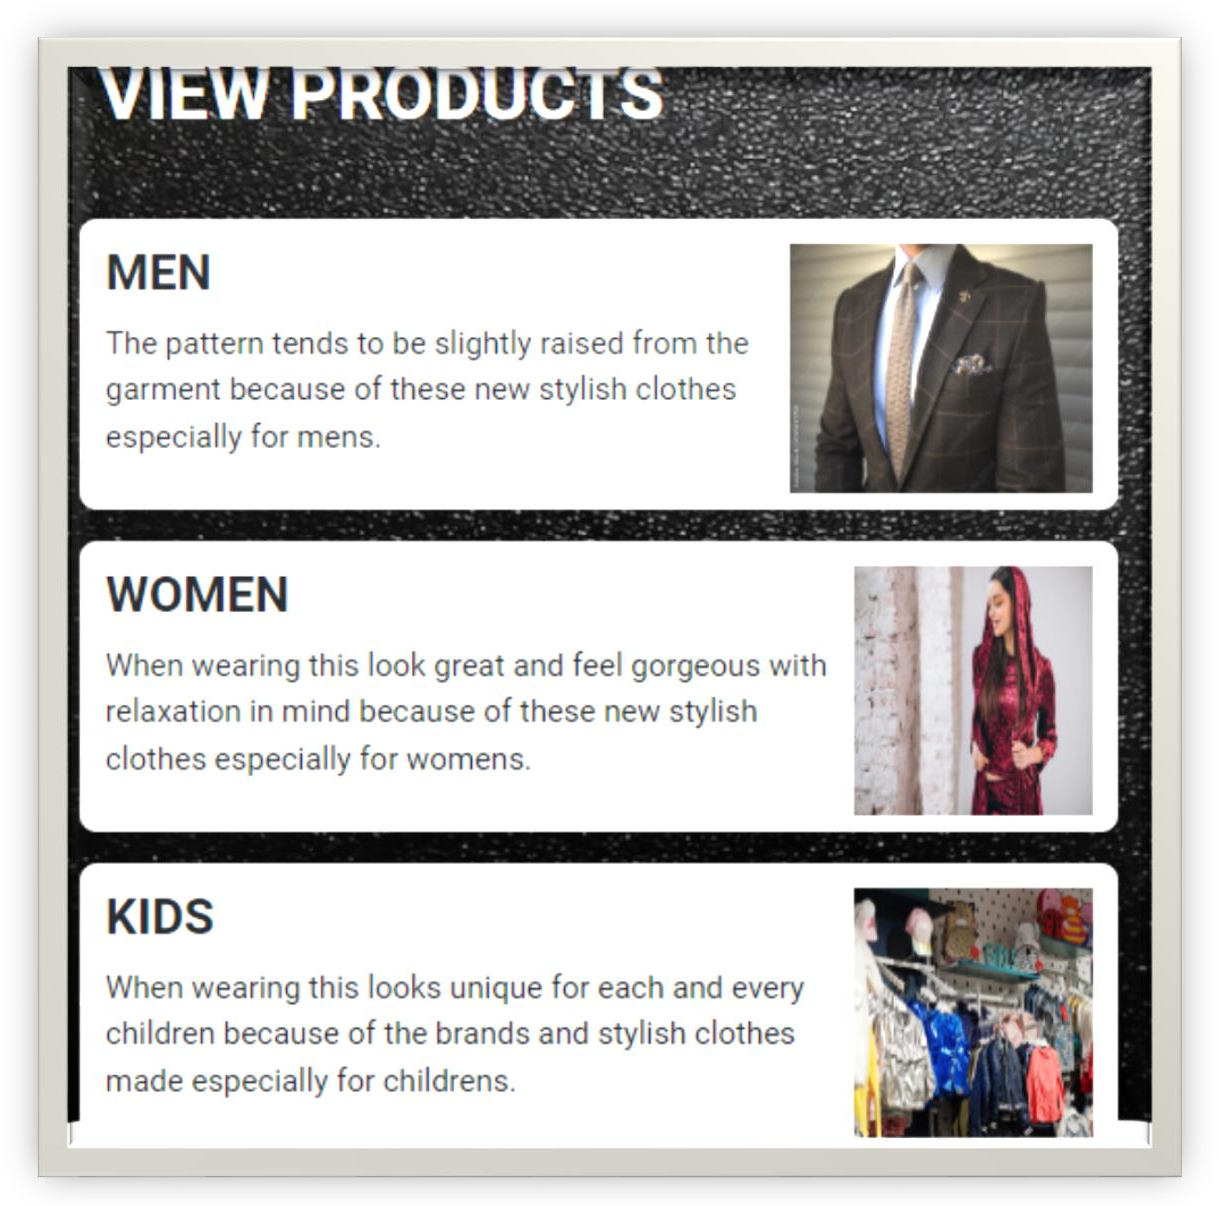 VIEW PRODUCTS
MEN
The pattern tends to be slightly raised from the
garment because of these new stylish clothes
especially for mens.
WOMEN
When wearing this look great and feel gorgeous with
relaxation in mind because of these new stylish
clothes especially for womens.
KIDS
When wearing this looks unique for each and every
children because of the brands and stylish clothes
made especially for childrens.